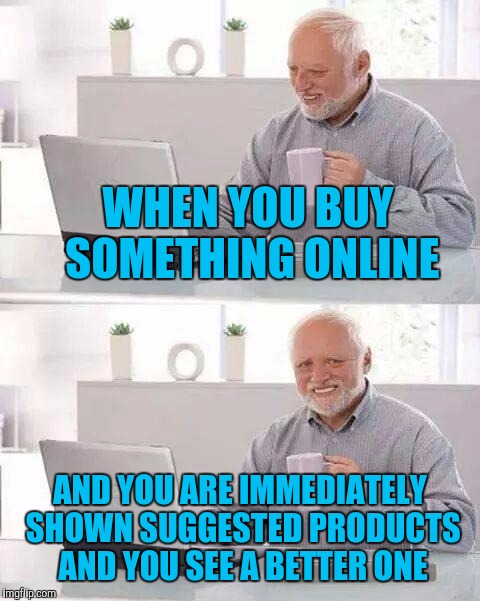 WHEN YOU BUY
SOMETHING ONLINE
AND YOU ARE IMMEDIATELY
SHOWN SUGGESTED PRODUCTS
AND YOU SEE A BETTER ONE
imgflip.com